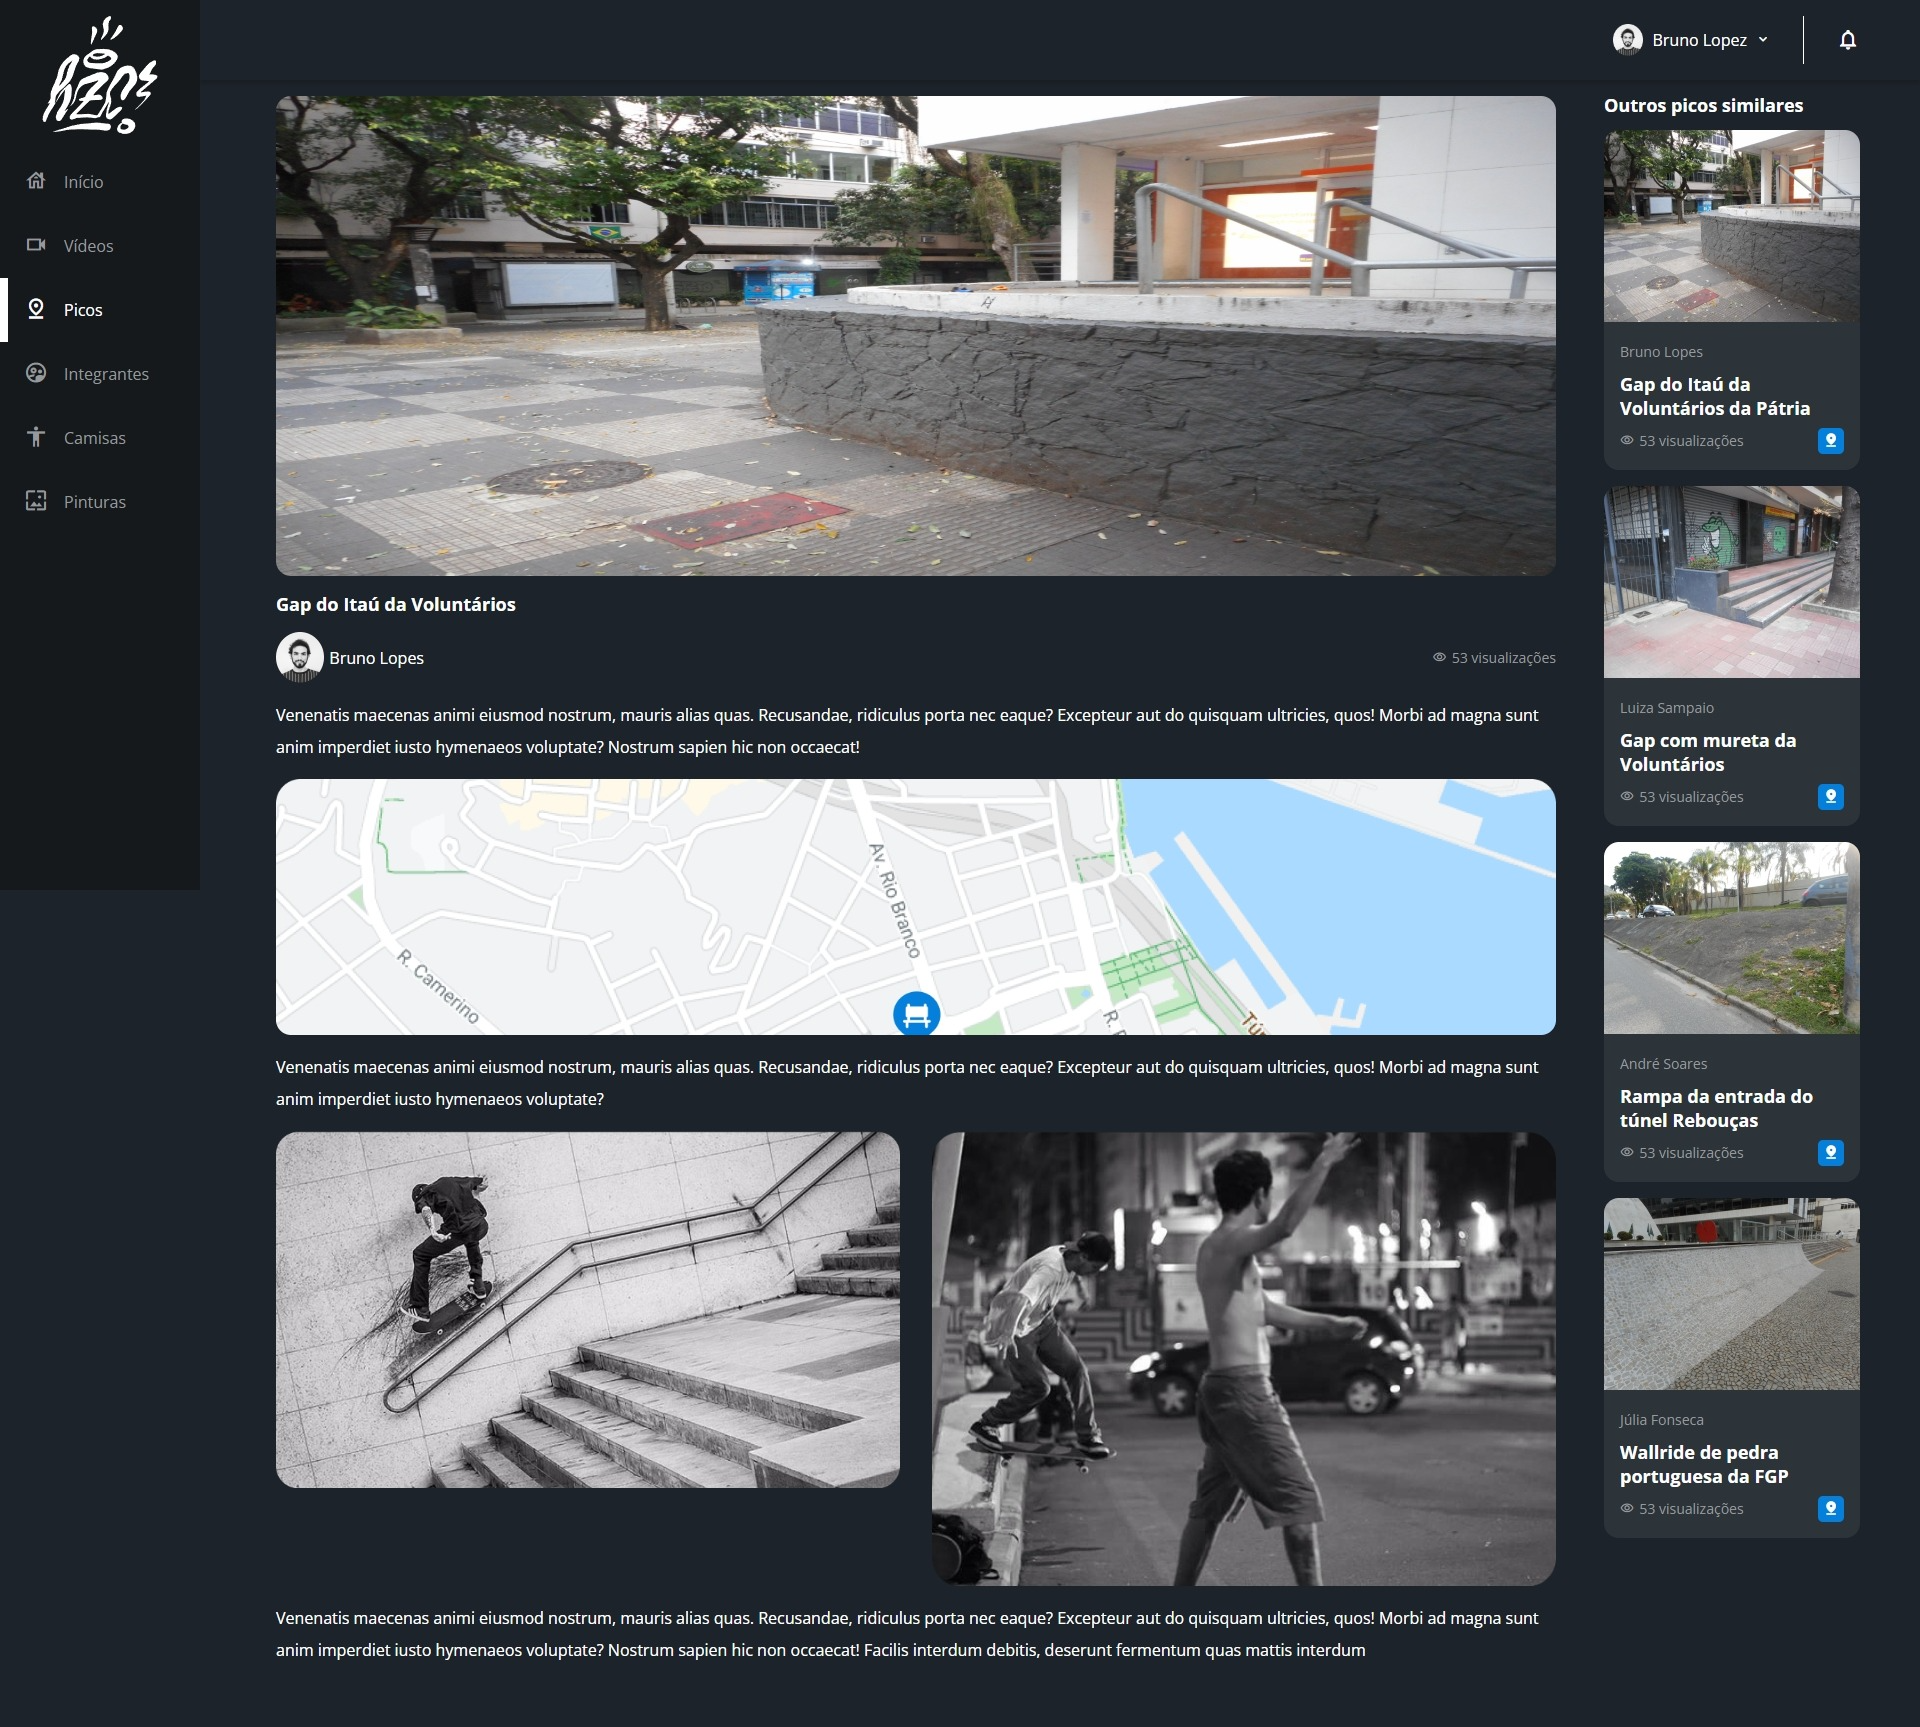 Início
Vídeos
Picos
Integrantes
Camisas
Pinturas
Bruno Lopez
Gap do Itaú da Voluntários
Bruno Lopes
53 visualizações
Venenatis maecenas animi eiusmod nostrum, mauris alias quas. Recusandae, ridiculus porta nec eaque? Excepteur aut do quisquam ultricies, quos! Morbi ad magna sunt
anim imperdiet iusto hymenaeos voluptate? Nostrum sapien hic non occaecat!
Av. Rio Branco
R. Camerino
Venenatis maecenas animi eiusmod nostrum, mauris alias quas. Recusandae, ridiculus porta nec eaque? Excepteur aut do quisquam ultricies, quos! Morbi ad magna sunt
anim imperdiet iusto hymenaeos voluptate?
Venenatis maecenas animi eiusmod nostrum, mauris alias quas. Recusandae, ridiculus porta nec eaque? Excepteur aut do quisquam ultricies, quos! Morbi ad magna sunt
anim imperdiet iusto hymenaeos voluptate? Nostrum sapien hic non occaecat! Facilis interdum debitis, deserunt fermentum quas mattis interdum
Outros picos similares
Bruno Lopes
Gap do Itaú da
Voluntários da Pátria
53 visualizações
Luiza Sampaio
Gap com mureta da
Voluntários
53 visualizações
André Soares
Rampa da entrada do
túnel Rebouças
53 visualizações
Júlia Fonseca
Wallride de pedra
portuguesa da FGP
53 visualizações